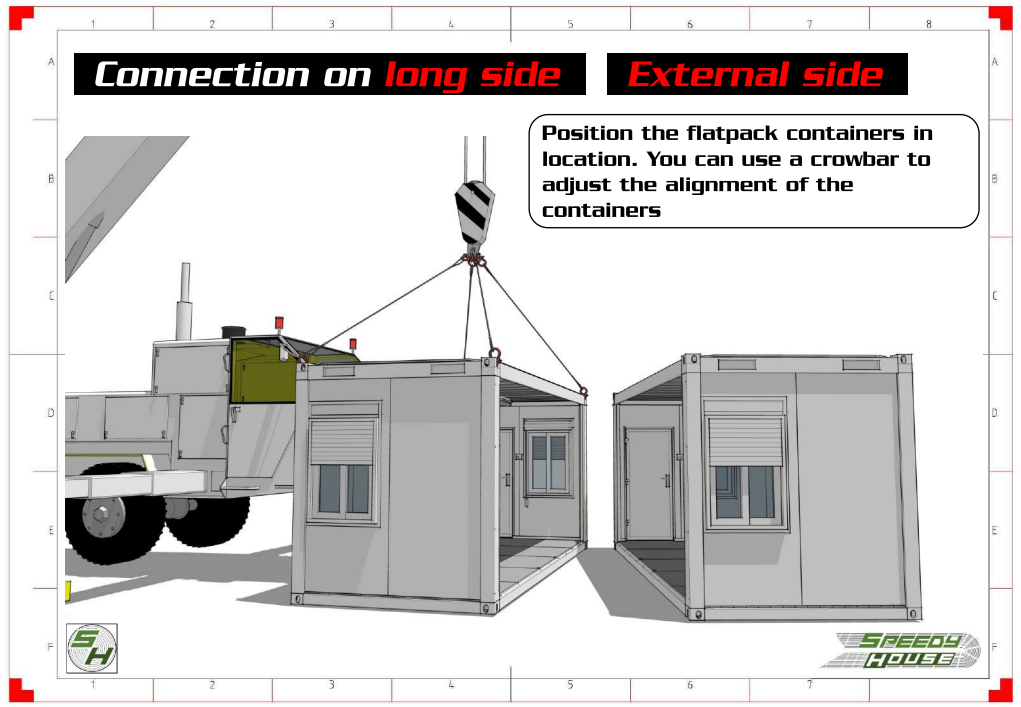 1 2 3 4 5 6 7 8
Connection on long side External side
A A
Position the flatpack containers in
location. You can use a crowbar to
adjust the alignment of the
containers
B B
C C
D D
E E
F F
SH
SPEEDY
HOUSE
1 2 3 4 5 6 7